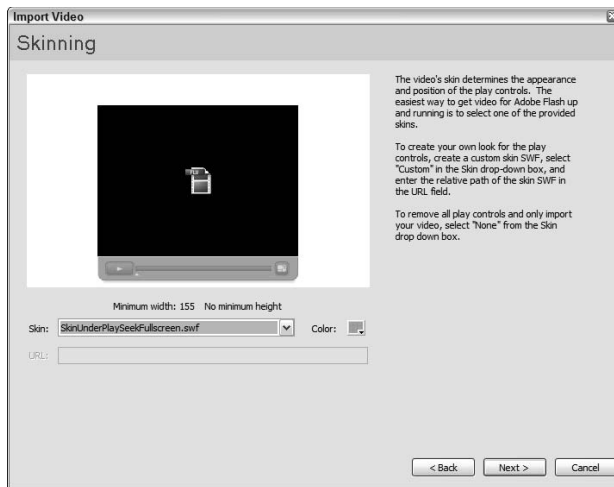 Import Video
Skinning
The video's skin determines the appearance
and position of the play controls. The
easiest way to get video for Adobe Flash up
and running is to select one of the provided
skins.
To create your own look for the play
controls, create a custom skin SWF, select
"Custom" in the Skin drop-down box, and
enter the relative path of the skin SWF in
the URL field.
To remove all play controls and only import
your video, select "None" from the Skin
drop down box.
FLV
Minimum width: 155 No minimum height
Skin: SkinUnderPlaySeekFullscreen.swf Color:
URL:
< Back Next > Cancel